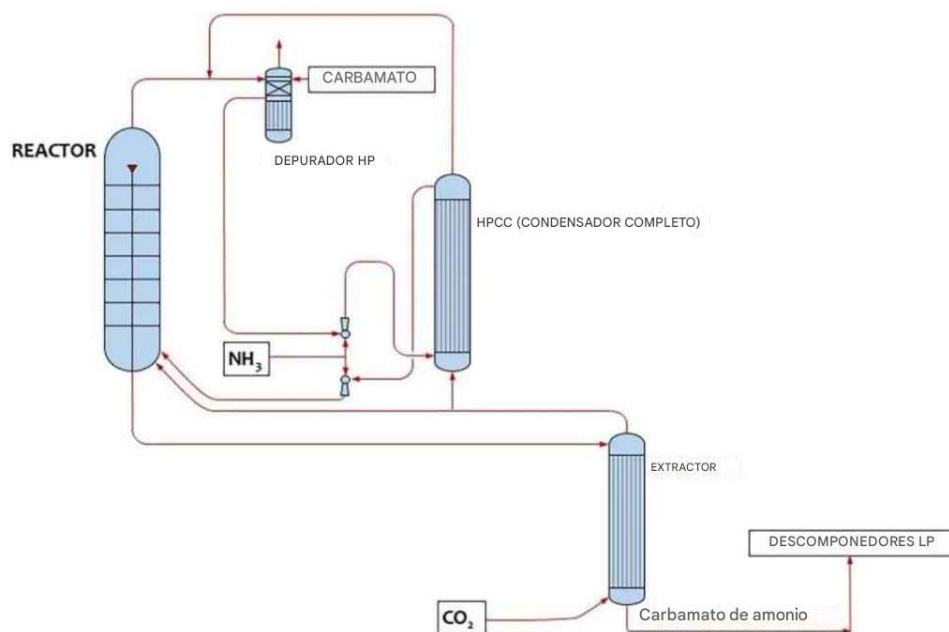 CARBAMATO
REACTOR
DEPURADOR HP
HPCC (CONDENSADOR COMPLETO)
NH₃
EXTRACTOR
DESCOMPONEDORES LP
CO₂
Carbamato de amonio